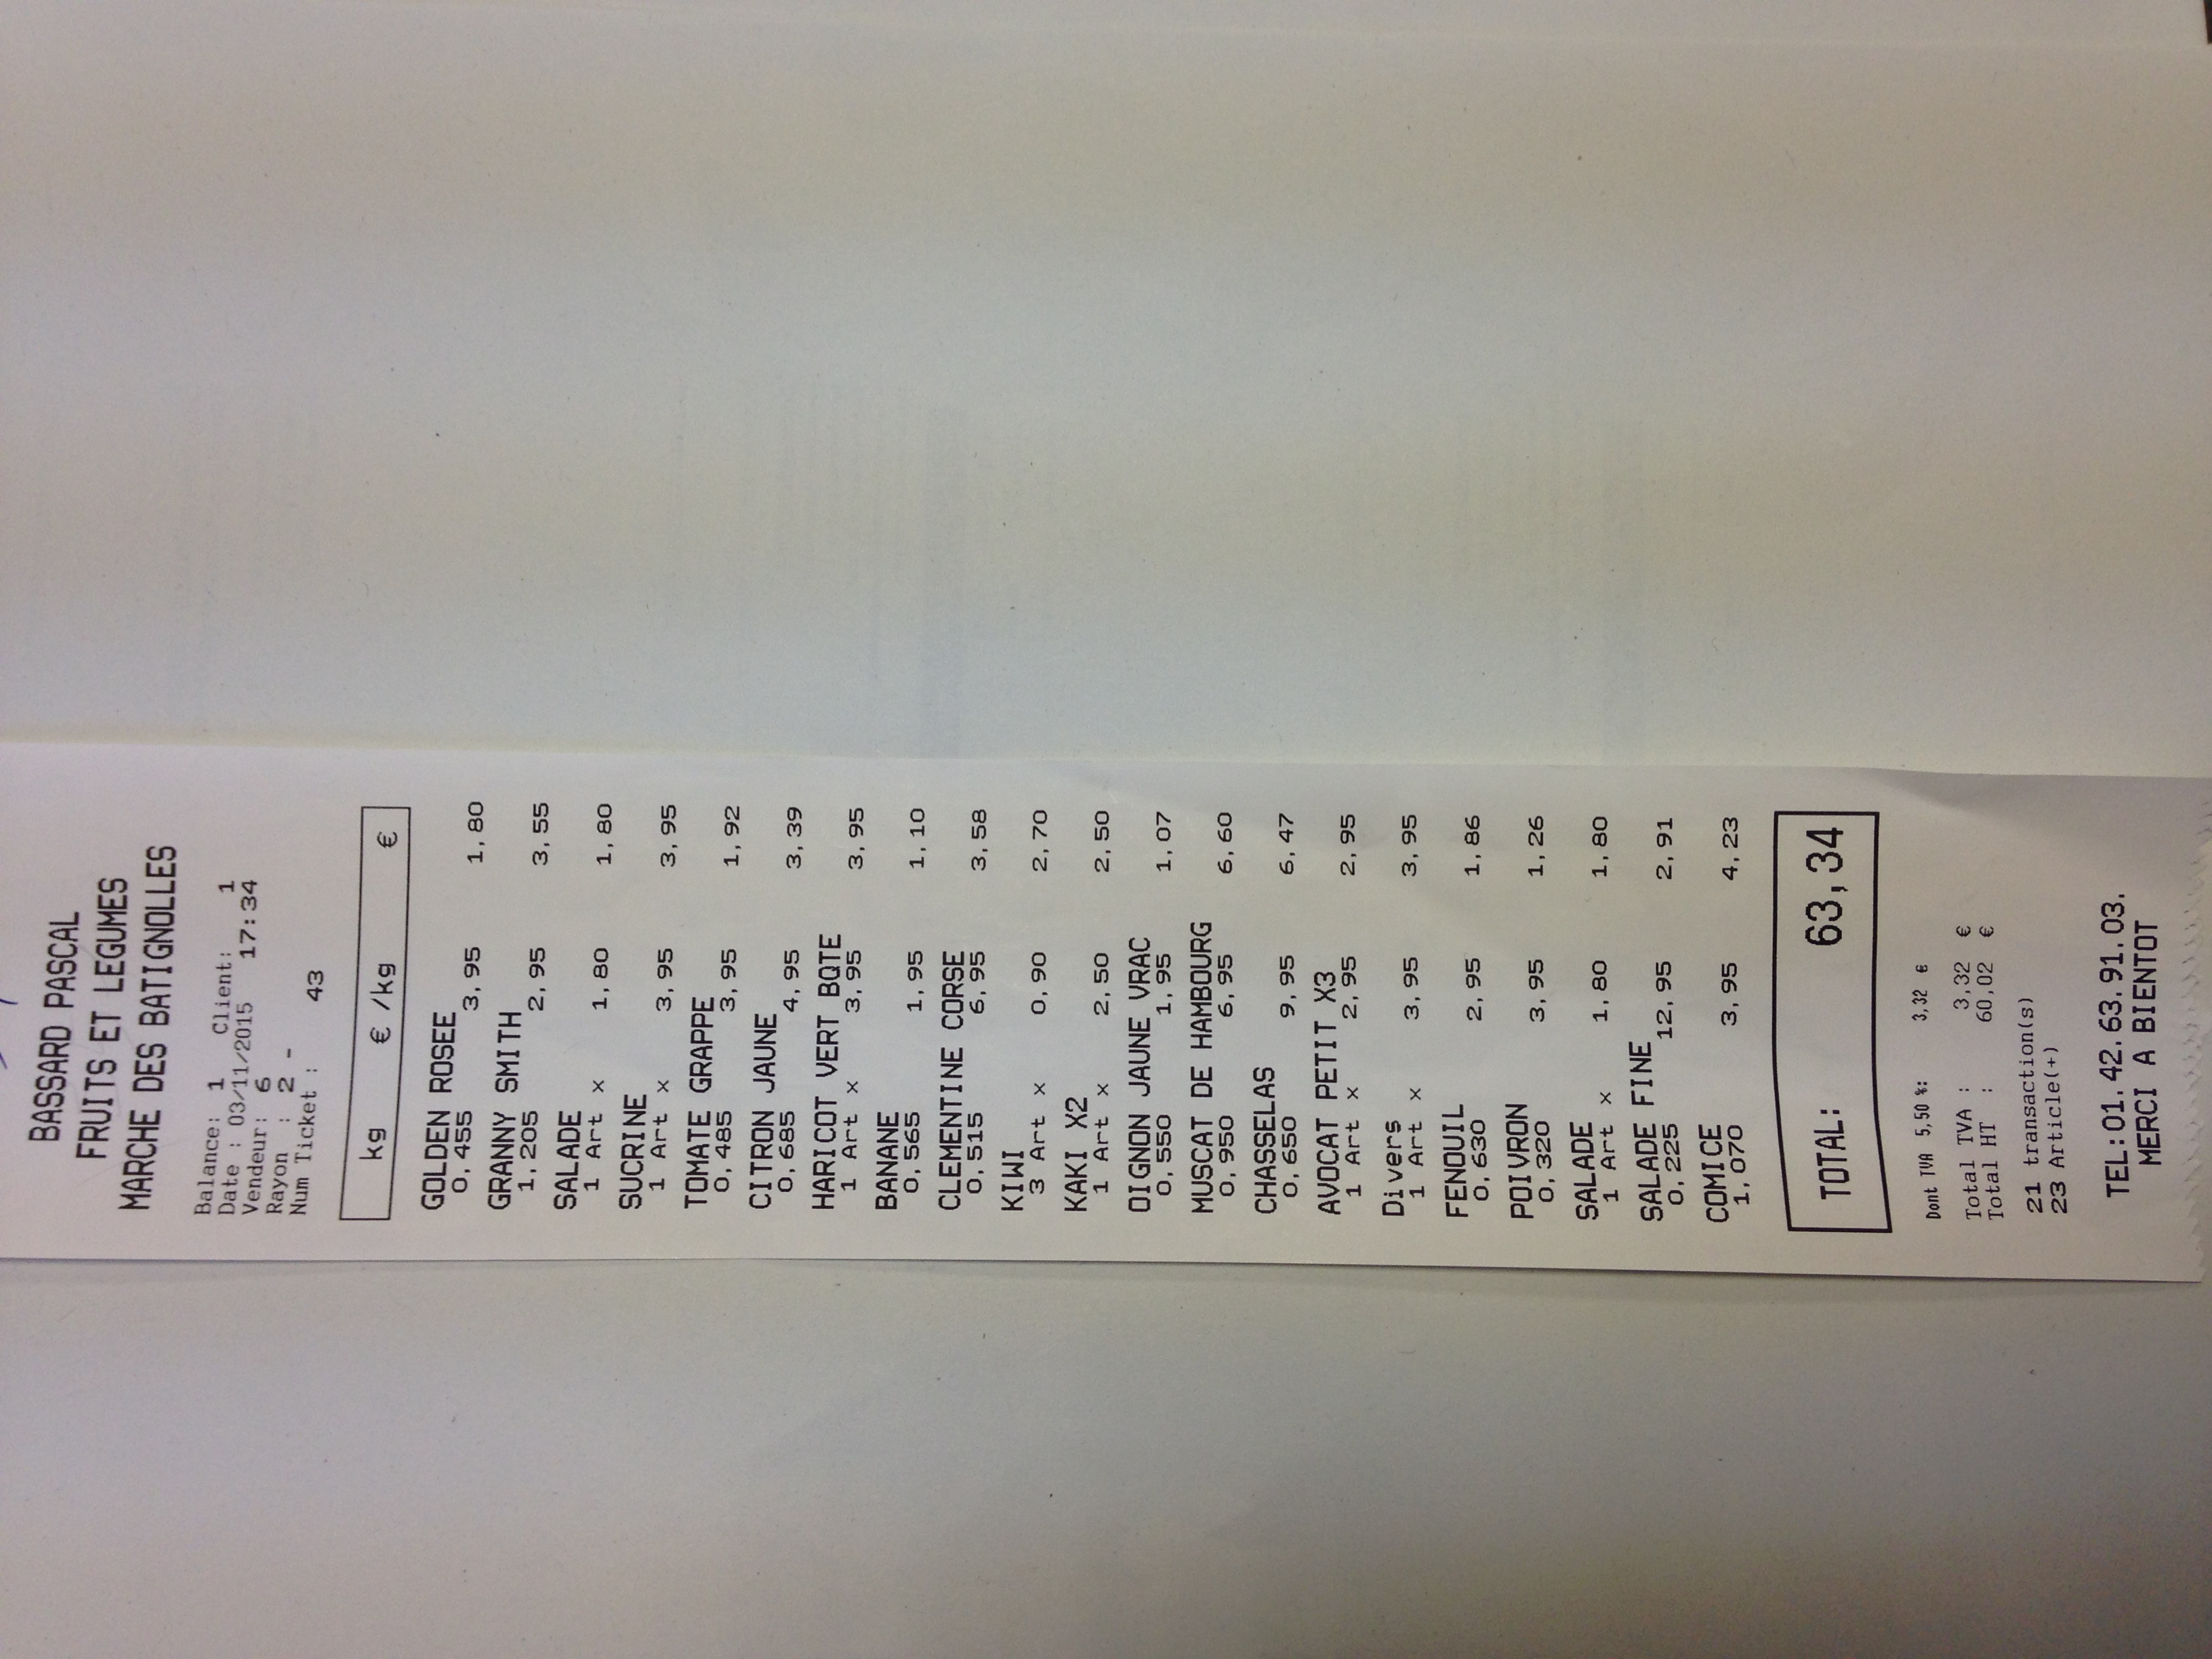 BASSARD PASCAL
FRUITS ET LEGUMES
MARCHE DES BATIGNOLLES
Balance: 1 Client: 1
Date : 03/11/2015 17:34
Vendeur: 6
Rayon : 2 -
Num Ticket : 43
kg € /kg €
GOLDEN ROSEE
0,455 3,95 1,80
GRANNY SMITH
1,205 2,95 3,55
SALADE
1 Art x 1,80 1,80
SUCRINE
1 Art x 3,95 3,95
TOMATE GRAPPE
0,485 3,95 1,92
CITRON JAUNE
0,685 4,95 3,39
HARICOT VERT BQTE
1 Art x 3,95 3,95
BANANE
0,565 1,95 1,10
CLEMENTINE CORSE
0,515 6,95 3,58
KIWI
3 Art x 0,90 2,70
KAKI X2
1 Art x 2,50 2,50
OIGNON JAUNE VRAC
0,550 1,95 1,07
MUSCAT DE HAMBOURG
0,950 6,95 6,60
CHASSELAS
0,650 9,95 6,47
AVOCAT PETIT X3
1 Art x 2,95 2,95
Divers
1 Art x 3,95 3,95
FENOUIL
0,630 2,95 1,86
POIVRON
0,320 3,95 1,26
SALADE
1 Art x 1,80 1,80
SALADE FINE
0,225 12,95 2,91
COMICE
1,070 3,95 4,23
TOTAL: 63,34
Dont TVA 5,50 %: 3,32 €
Total TVA : 3,32 €
Total HT : 60,02 €
21 transaction(s)
23 Article(+)
TEL:01.42.63.91.03.
MERCI A BIENTOT